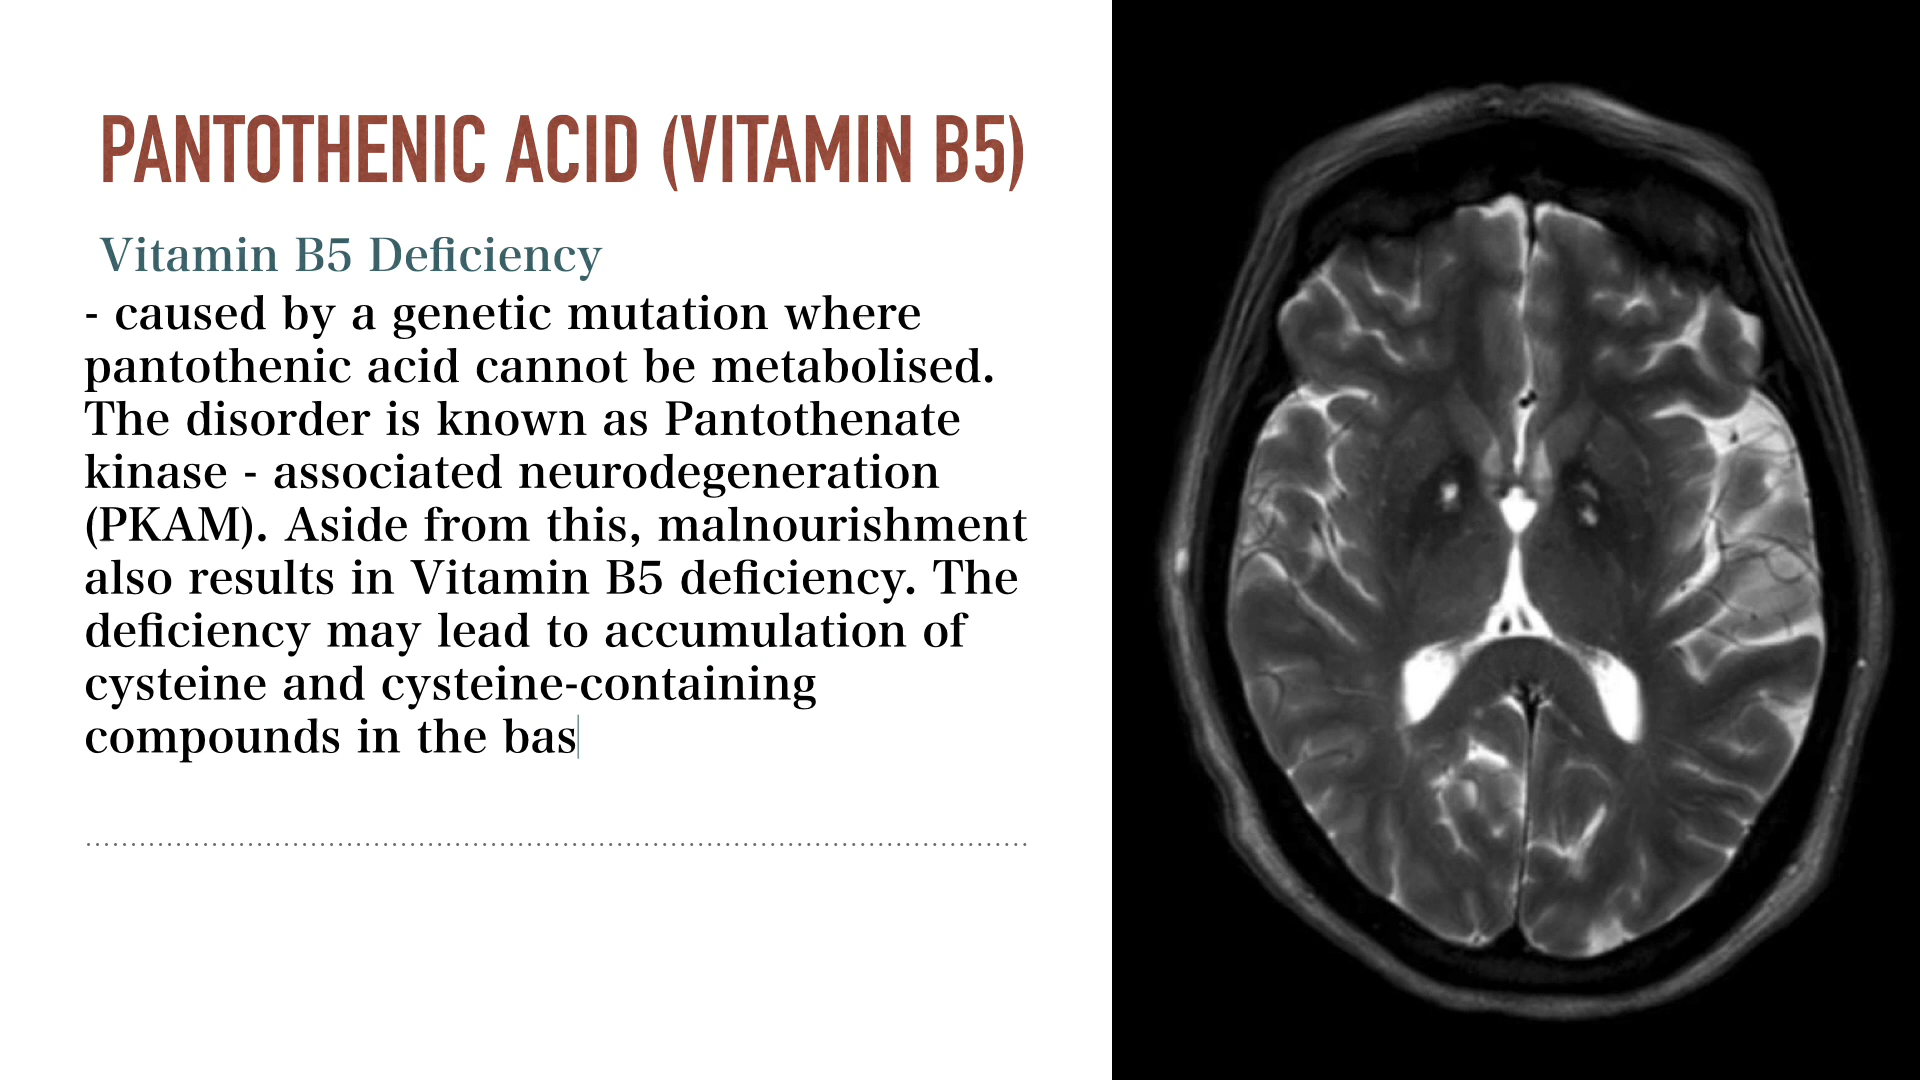 PANTOTHENIC ACID (VITAMIN B5)
Vitamin B5 Deficiency
- caused by a genetic mutation where
pantothenic acid cannot be metabolised.
The disorder is known as Pantothenate
kinase - associated neurodegeneration
(PKAM). Aside from this, malnourishment
also results in Vitamin B5 deficiency. The
deficiency may lead to accumulation of
cysteine and cysteine-containing
compounds in the bas